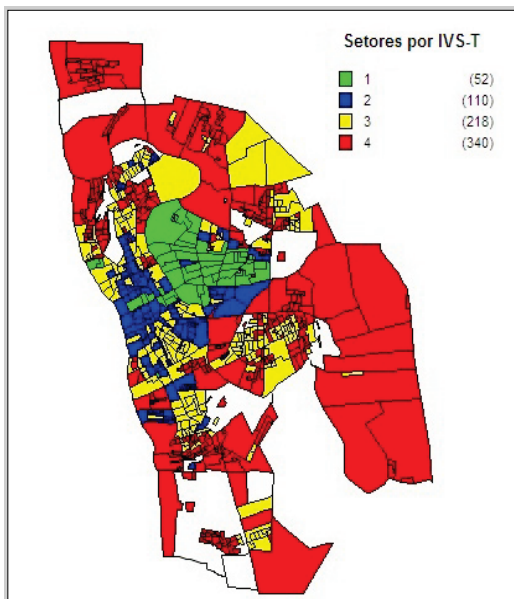 Setores por IVS-T
1 (52)
2 (110)
3 (218)
4 (340)